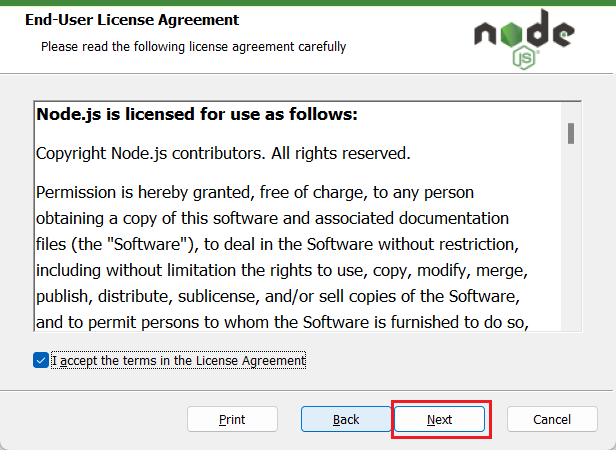 End-User License Agreement
Please read the following license agreement carefully
node
JS
Node.js is licensed for use as follows:
Copyright Node.js contributors. All rights reserved.
Permission is hereby granted, free of charge, to any person
obtaining a copy of this software and associated documentation
files (the "Software"), to deal in the Software without restriction,
including without limitation the rights to use, copy, modify, merge,
publish, distribute, sublicense, and/or sell copies of the Software,
and to permit persons to whom the Software is furnished to do so,
I accept the terms in the License Agreement
Print
Back
Next
Cancel